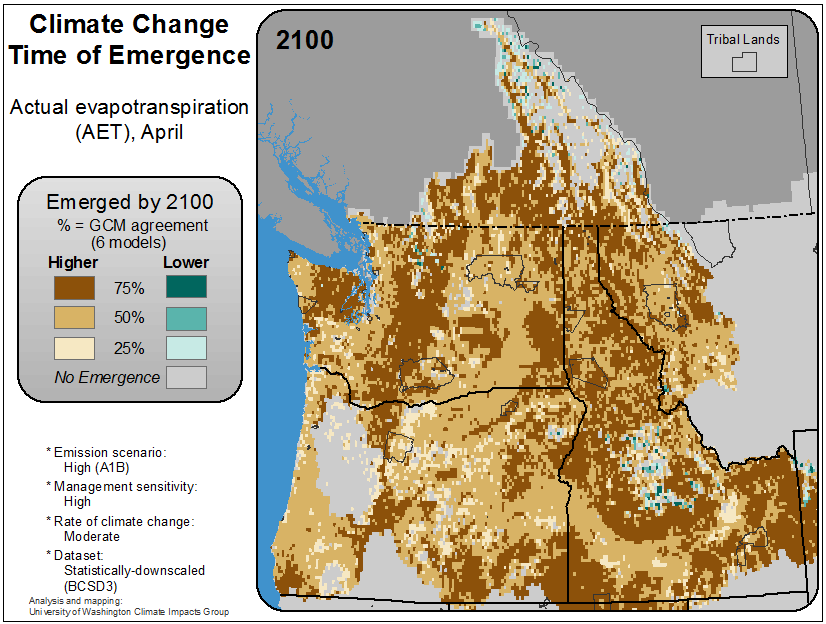 Climate Change
Time of Emergence
Actual evapotranspiration
(AET), April
Emerged by 2100
% = GCM agreement
(6 models)
Higher Lower
75%
50%
25%
No Emergence
* Emission scenario:
High (A1B)
* Management sensitivity:
High
* Rate of climate change:
Moderate
* Dataset:
Statistically-downscaled
(BCSD3)
Analysis and mapping:
University of Washington Climate Impacts Group
2100
Tribal Lands